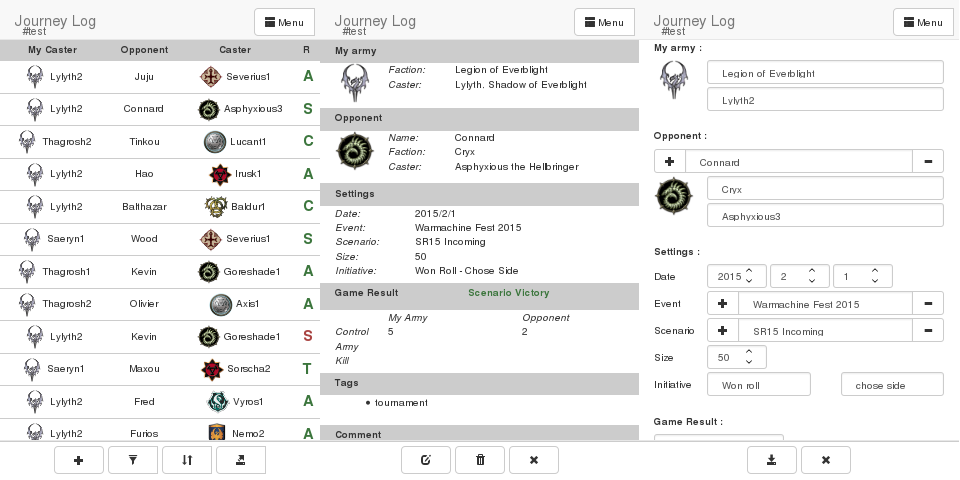 Journey Log
#test
Menu
My Caster Opponent Caster R
Lylyth2 Juju Severius1 A
Lylyth2 Connard Asphyxious3 S
Thagrosh2 Tinkou Lucant1 C
Lylyth2 Hao Irusk1 A
Lylyth2 Balthazar Baldur1 C
Saeryn1 Wood Severius1 S
Thagrosh1 Kevin Goreshade1 A
Thagrosh2 Olivier Axis1 A
Lylyth2 Kevin Goreshade1 S
Saeryn1 Maxou Sorscha2 T
Lylyth2 Fred Vyros1 A
Lylyth2 Furios Nemo2 A
Journey Log
#test
Menu
My army
Faction: Legion of Everblight
Caster: Lylyth. Shadow of Everblight
Opponent
Name: Connard
Faction: Cryx
Caster: Asphyxious the Hellbringer
Settings
Date: 2015/2/1
Event: Warmachine Fest 2015
Scenario: SR15 Incoming
Size: 50
Initiative: Won Roll - Chose Side
Game Result Scenario Victory
My Army Opponent
Control 5 2
Army
Kill
Tags
• tournament
Comment
Journey Log
#test
Menu
My army :
Legion of Everblight
Lylyth2
Opponent :
Connard
Cryx
Asphyxious3
Settings :
Date 2015 2 1
Event Warmachine Fest 2015
Scenario SR15 Incoming
Size 50
Initiative Won roll chose side
Game Result :